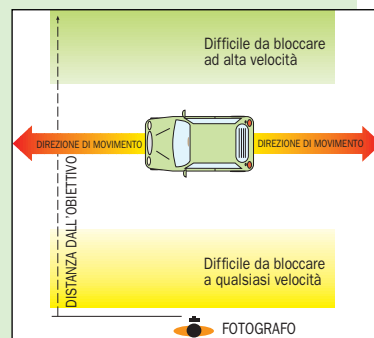 Difficile da bloccare
ad alta velocità
DIREZIONE DI MOVIMENTO
DIREZIONE DI MOVIMENTO
DISTANZA DALL'OBIETTIVO
Difficile da bloccare
a qualsiasi velocità
FOTOGRAFO